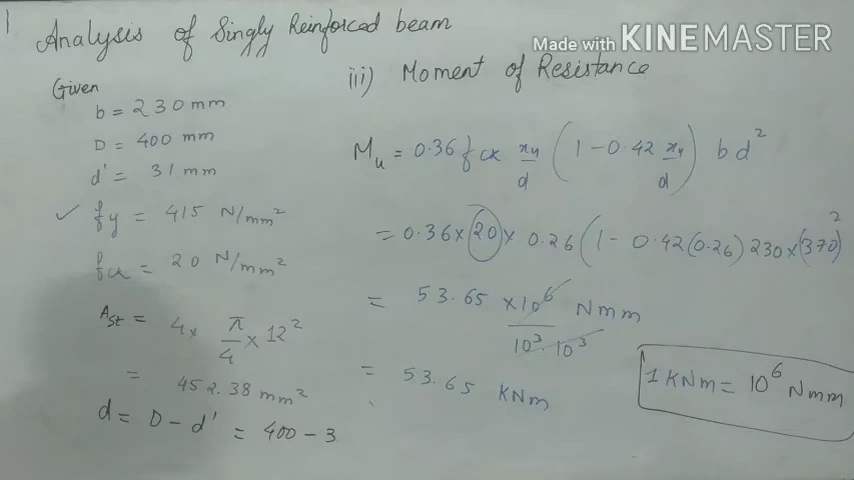 1
Analysis of Singly Reinforced beam
Made with KINEMASTER
Given
b = 230 mm
D = 400 mm
d' = 31 mm
✓ fy = 415 N/mm²
fck = 20 N/mm²
Ast = 4 × π/4 × 12²
= 452.38 mm²
d = D - d' = 400 - 3
iii) Moment of Resistance
Mu = 0.36 fck xu/d (1 - 0.42 xu/d) bd²
= 0.36 × 20 × 0.26 (1 - 0.42 (0.26) 230 × (370)²
= 53.65 × 10⁶ Nmm
10³. 10³
= 53.65 KNm
1 KNm = 10⁶ Nmm